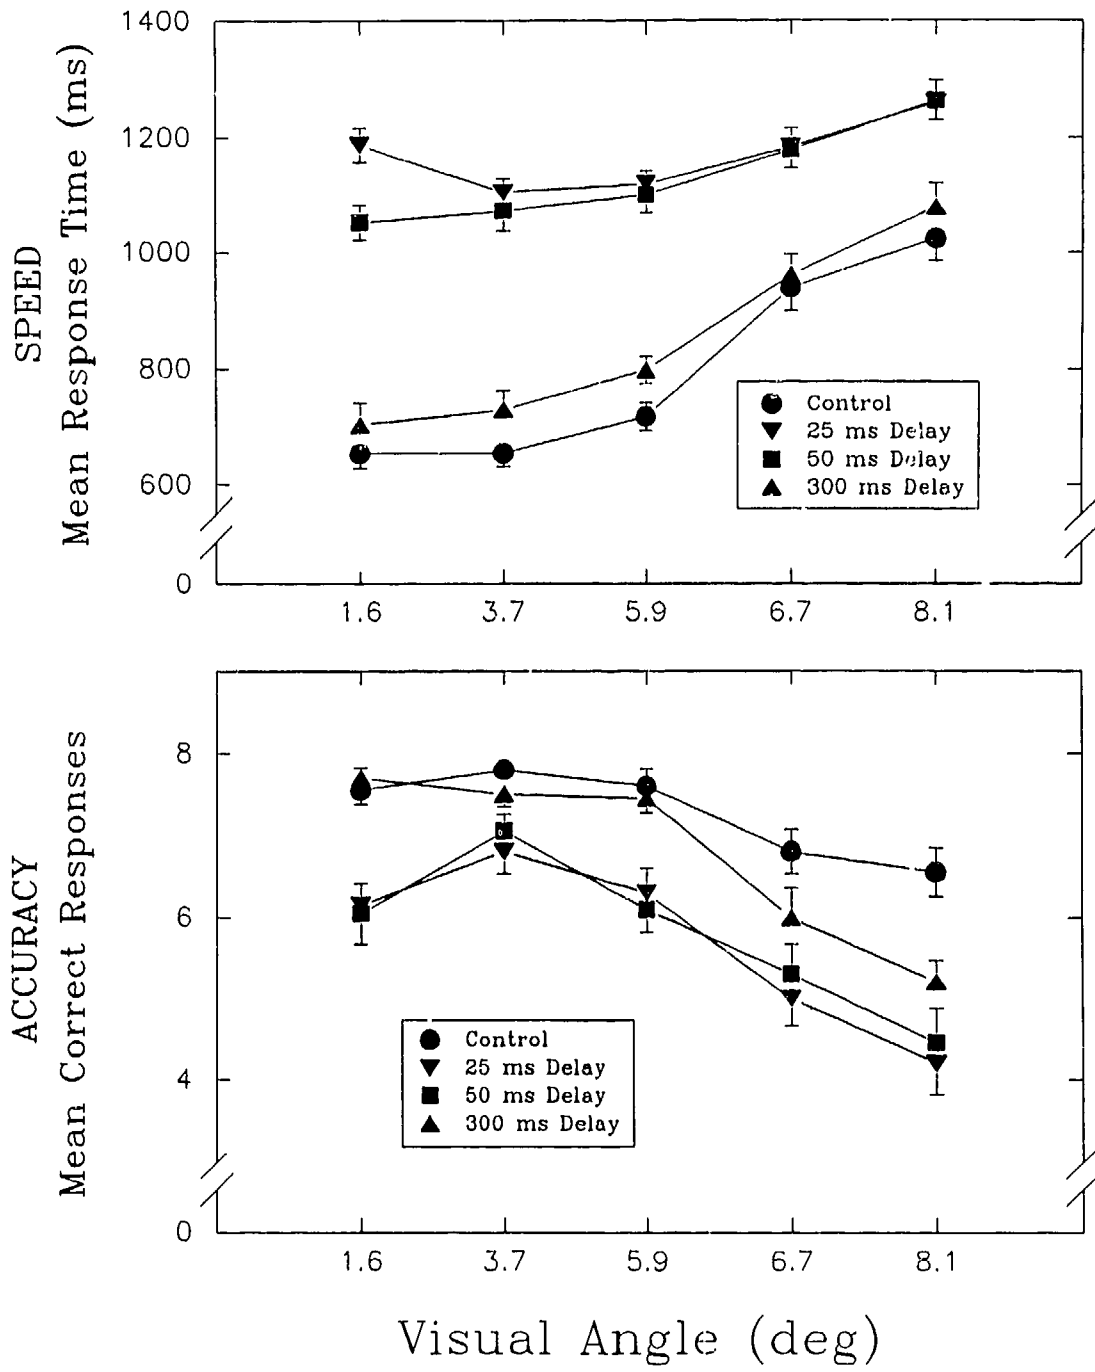 SPEED
Mean Response Time (ms)
1400
1200
1000
800
600
0
Control
25 ms Delay
50 ms Delay
300 ms Delay
1.6 3.7 5.9 6.7 8.1
ACCURACY
Mean Correct Responses
8
6
4
0
Control
25 ms Delay
50 ms Delay
300 ms Delay
1.6 3.7 5.9 6.7 8.1
Visual Angle (deg)